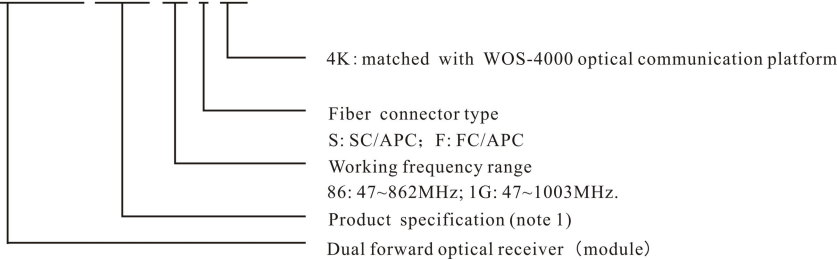 4K: matched with WOS-4000 optical communication platform
Fiber connector type
S: SC/APC; F: FC/APC
Working frequency range
86: 47~862MHz; 1G: 47~1003MHz.
Product specification (note 1)
Dual forward optical receiver（module）